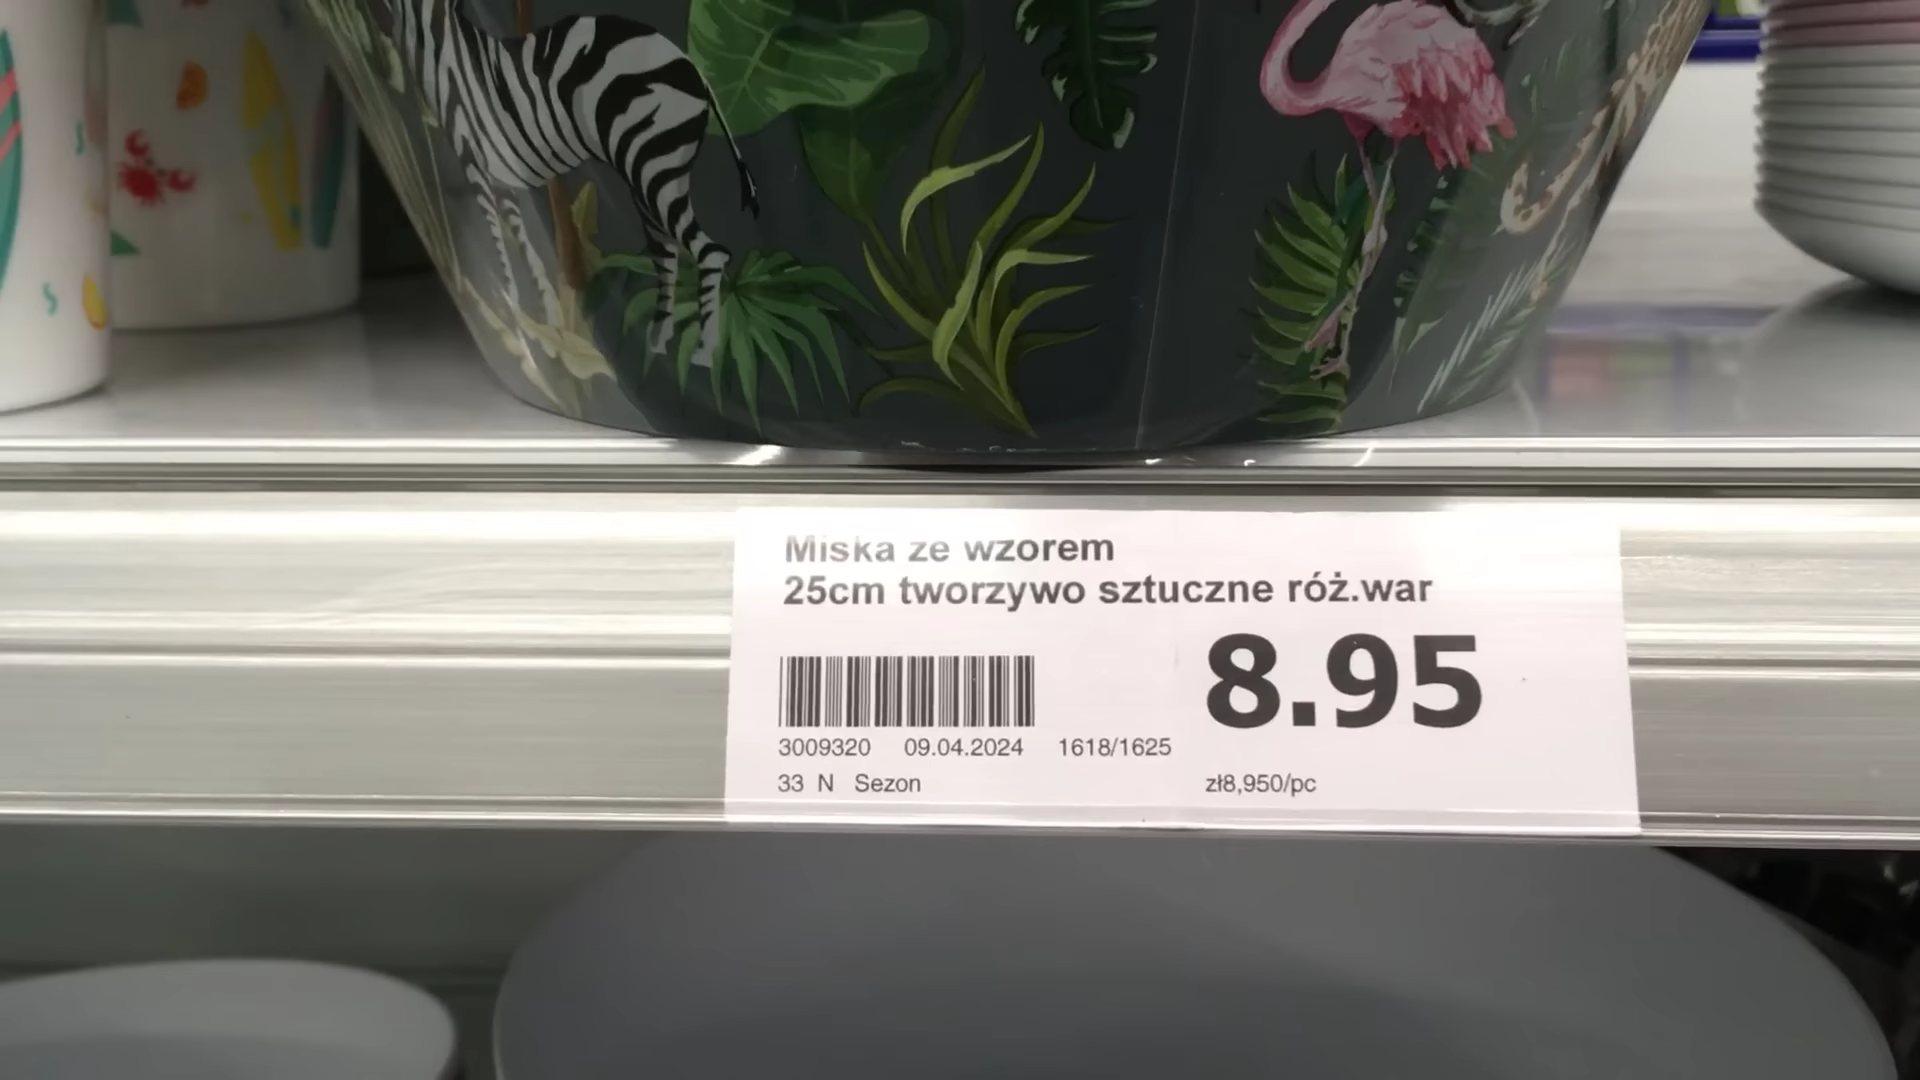 Miska ze wzorem
25cm tworzywo sztuczne róż.war
8.95
3009320 09.04.2024 1618/1625
33 N Sezon zł8,950/pc